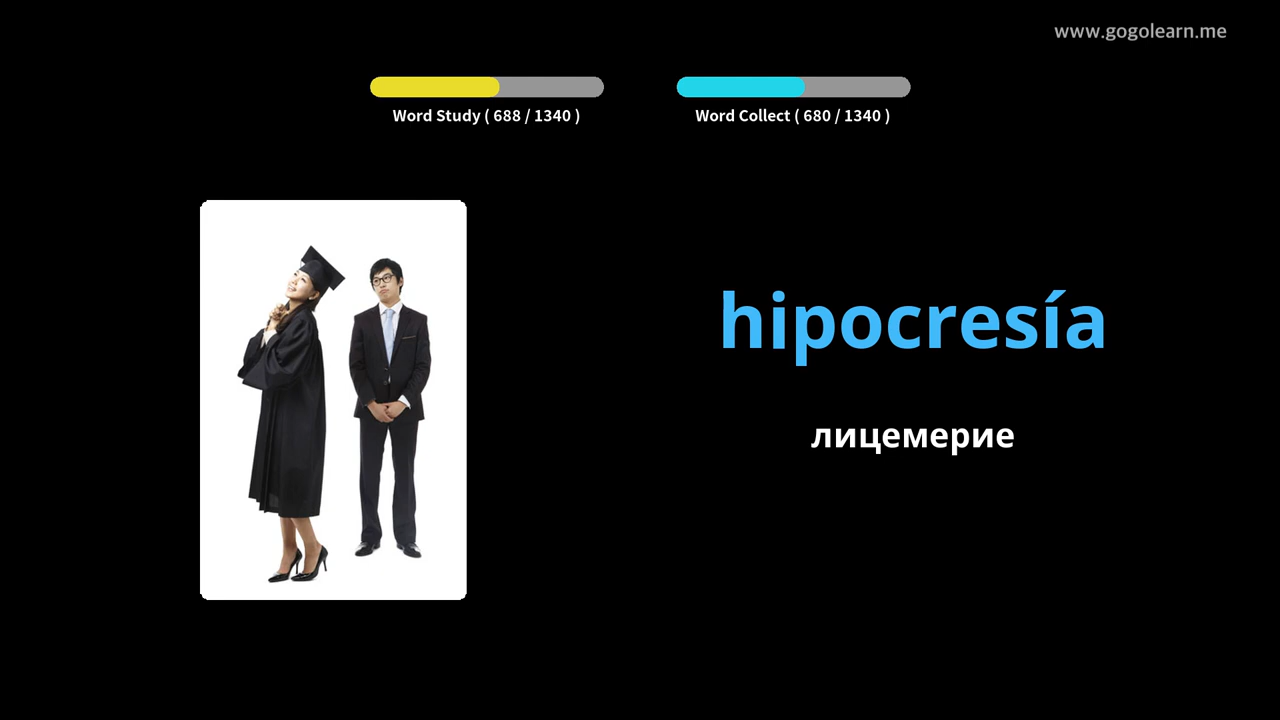 www.gogolearn.me
Word Study ( 688 / 1340 )
Word Collect ( 680 / 1340 )
hipocresía
лицемерие